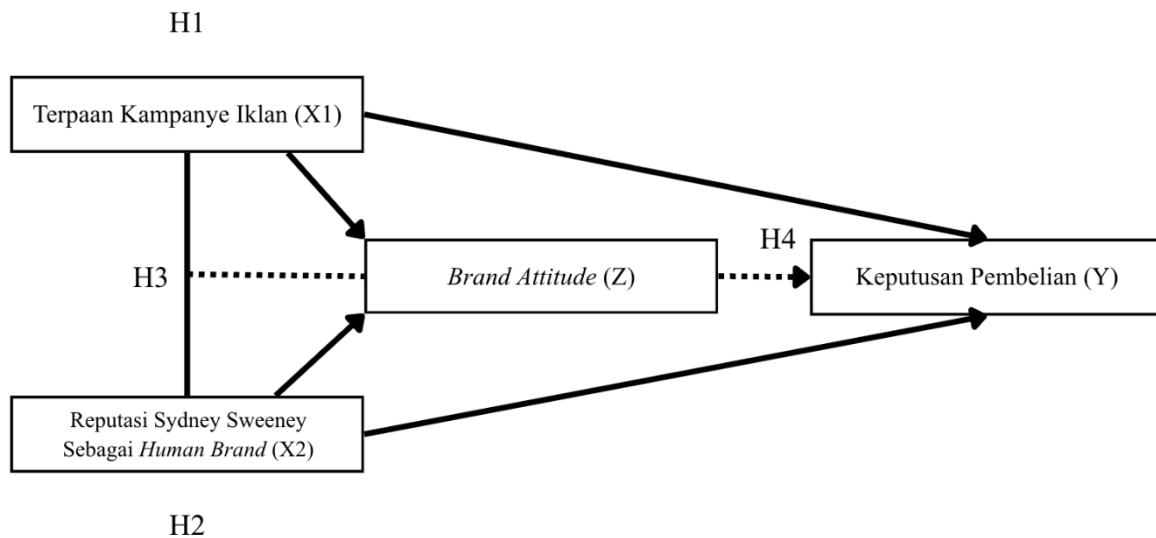 H1
Terpaan Kampanye Iklan (X1)
H4
H3
Brand Attitude (Z)
Keputusan Pembelian (Y)
Reputasi Sydney Sweeney
Sebagai Human Brand (X2)
H2